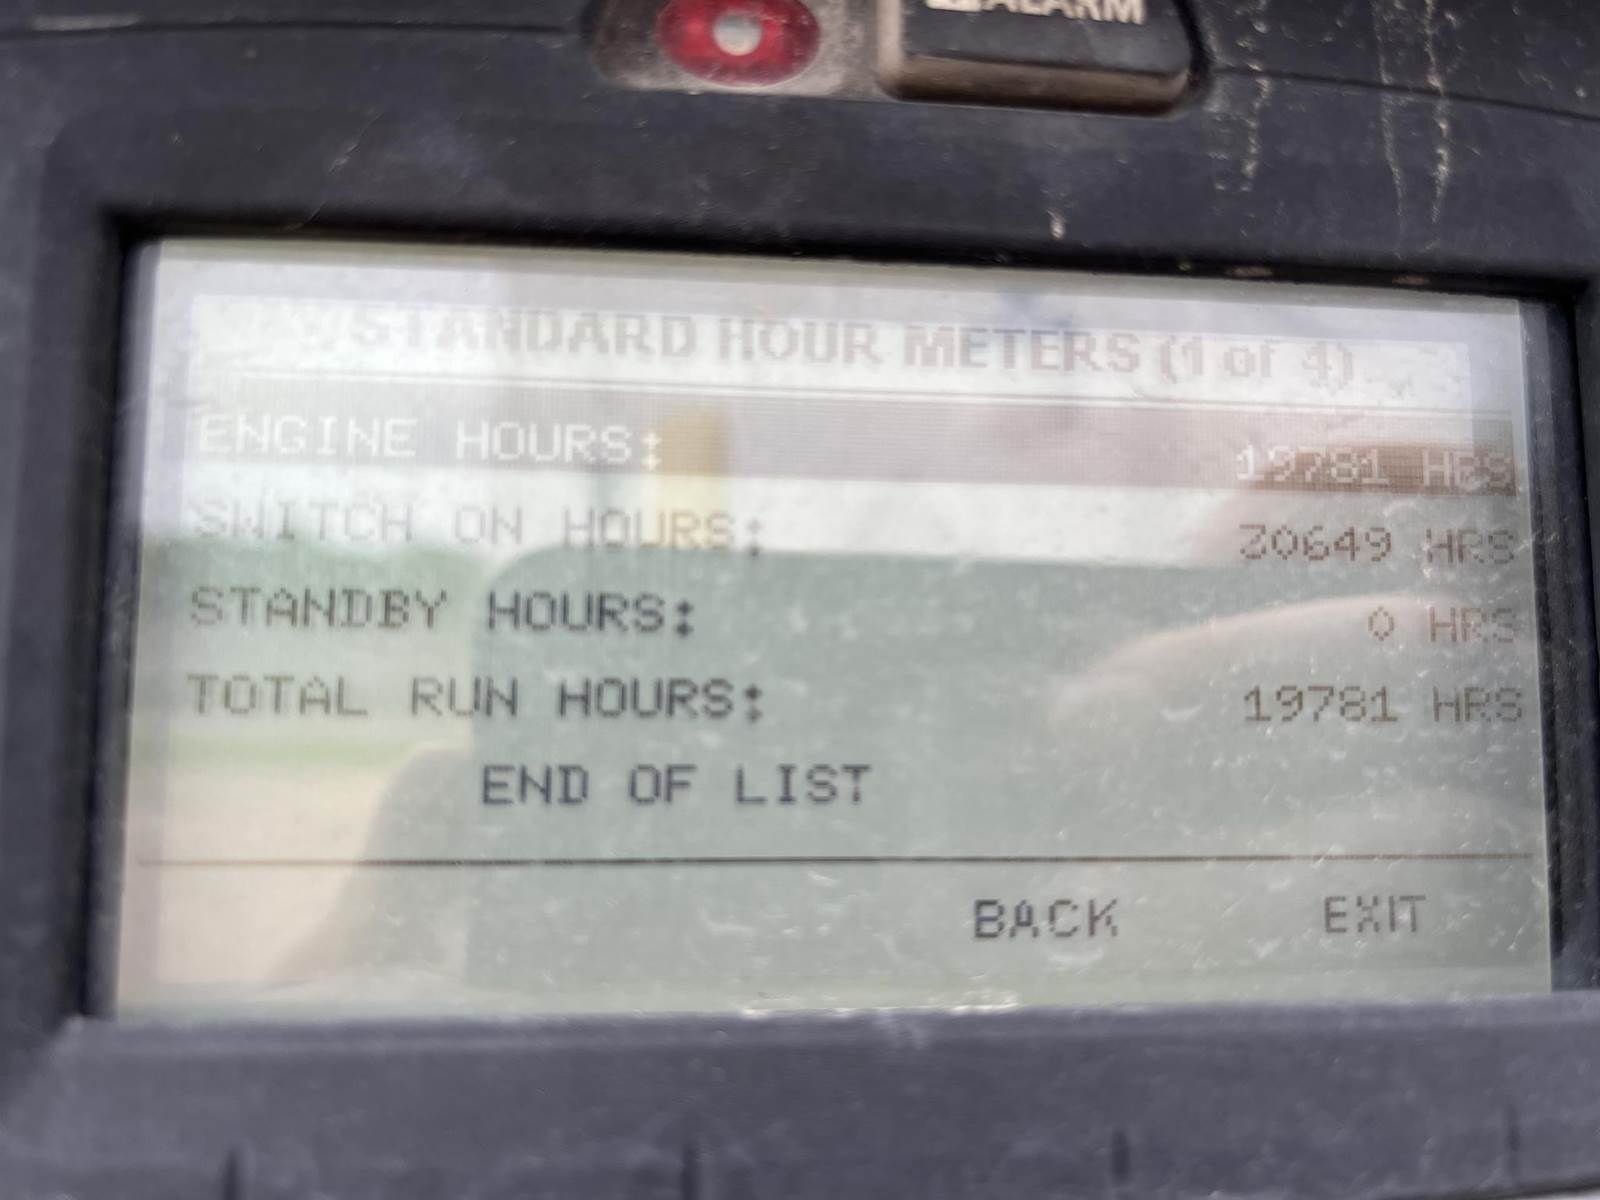 ALARM
STANDARD HOUR METERS (1 of 4)
ENGINE HOURS: 19781 HRS
SWITCH ON HOURS: 20649 HRS
STANDBY HOURS: 0 HRS
TOTAL RUN HOURS: 19781 HRS
END OF LIST
BACK EXIT